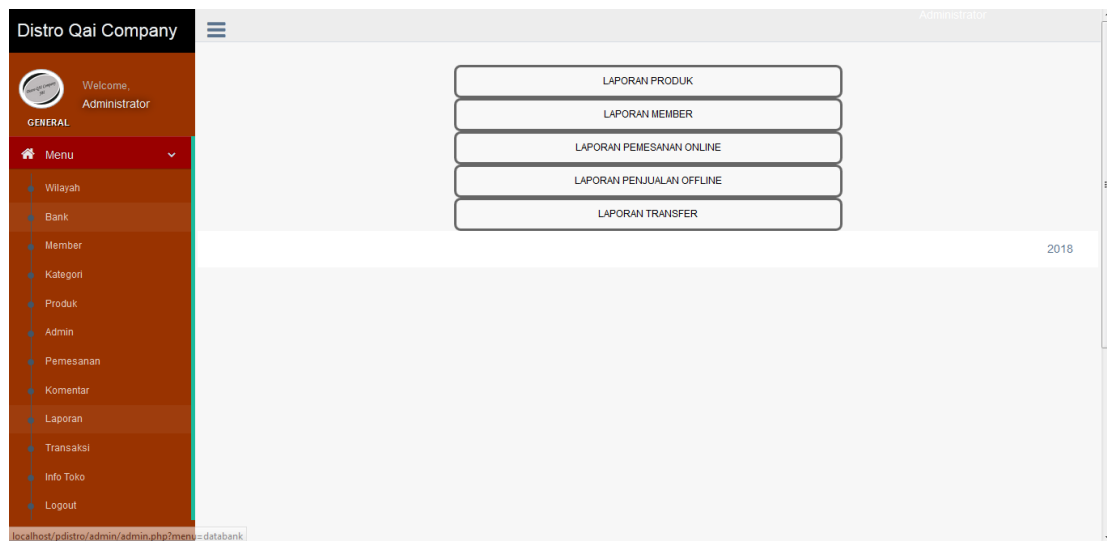 Distro Qai Company
Administrator
Welcome,
Administrator
GENERAL
Menu
Wilayah
Bank
Member
Kategori
Produk
Admin
Pemesanan
Komentar
Laporan
Transaksi
Info Toko
Logout
LAPORAN PRODUK
LAPORAN MEMBER
LAPORAN PEMESANAN ONLINE
LAPORAN PENJUALAN OFFLINE
LAPORAN TRANSFER
2018
localhost/pdistro/admin/admin.php?menu=databank